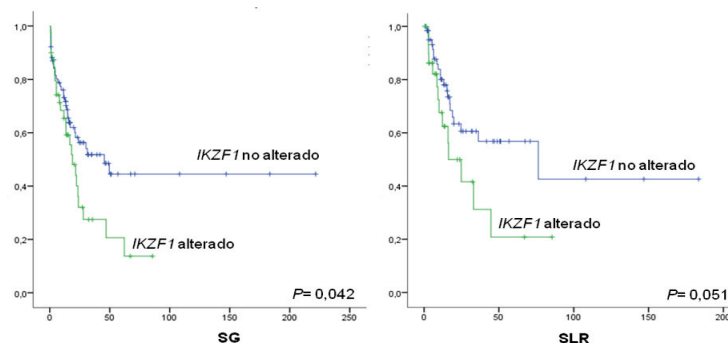 1,0
0,8
0,6
0,4
0,2
0,0
IKZF1 no alterado
IKZF1 alterado
P= 0,042
0
50
100
150
200
250
SG
1,0
0,8
0,6
0,4
0,2
0,0
IKZF1 no alterado
IKZF1 alterado
P= 0,051
0
50
100
150
200
SLR